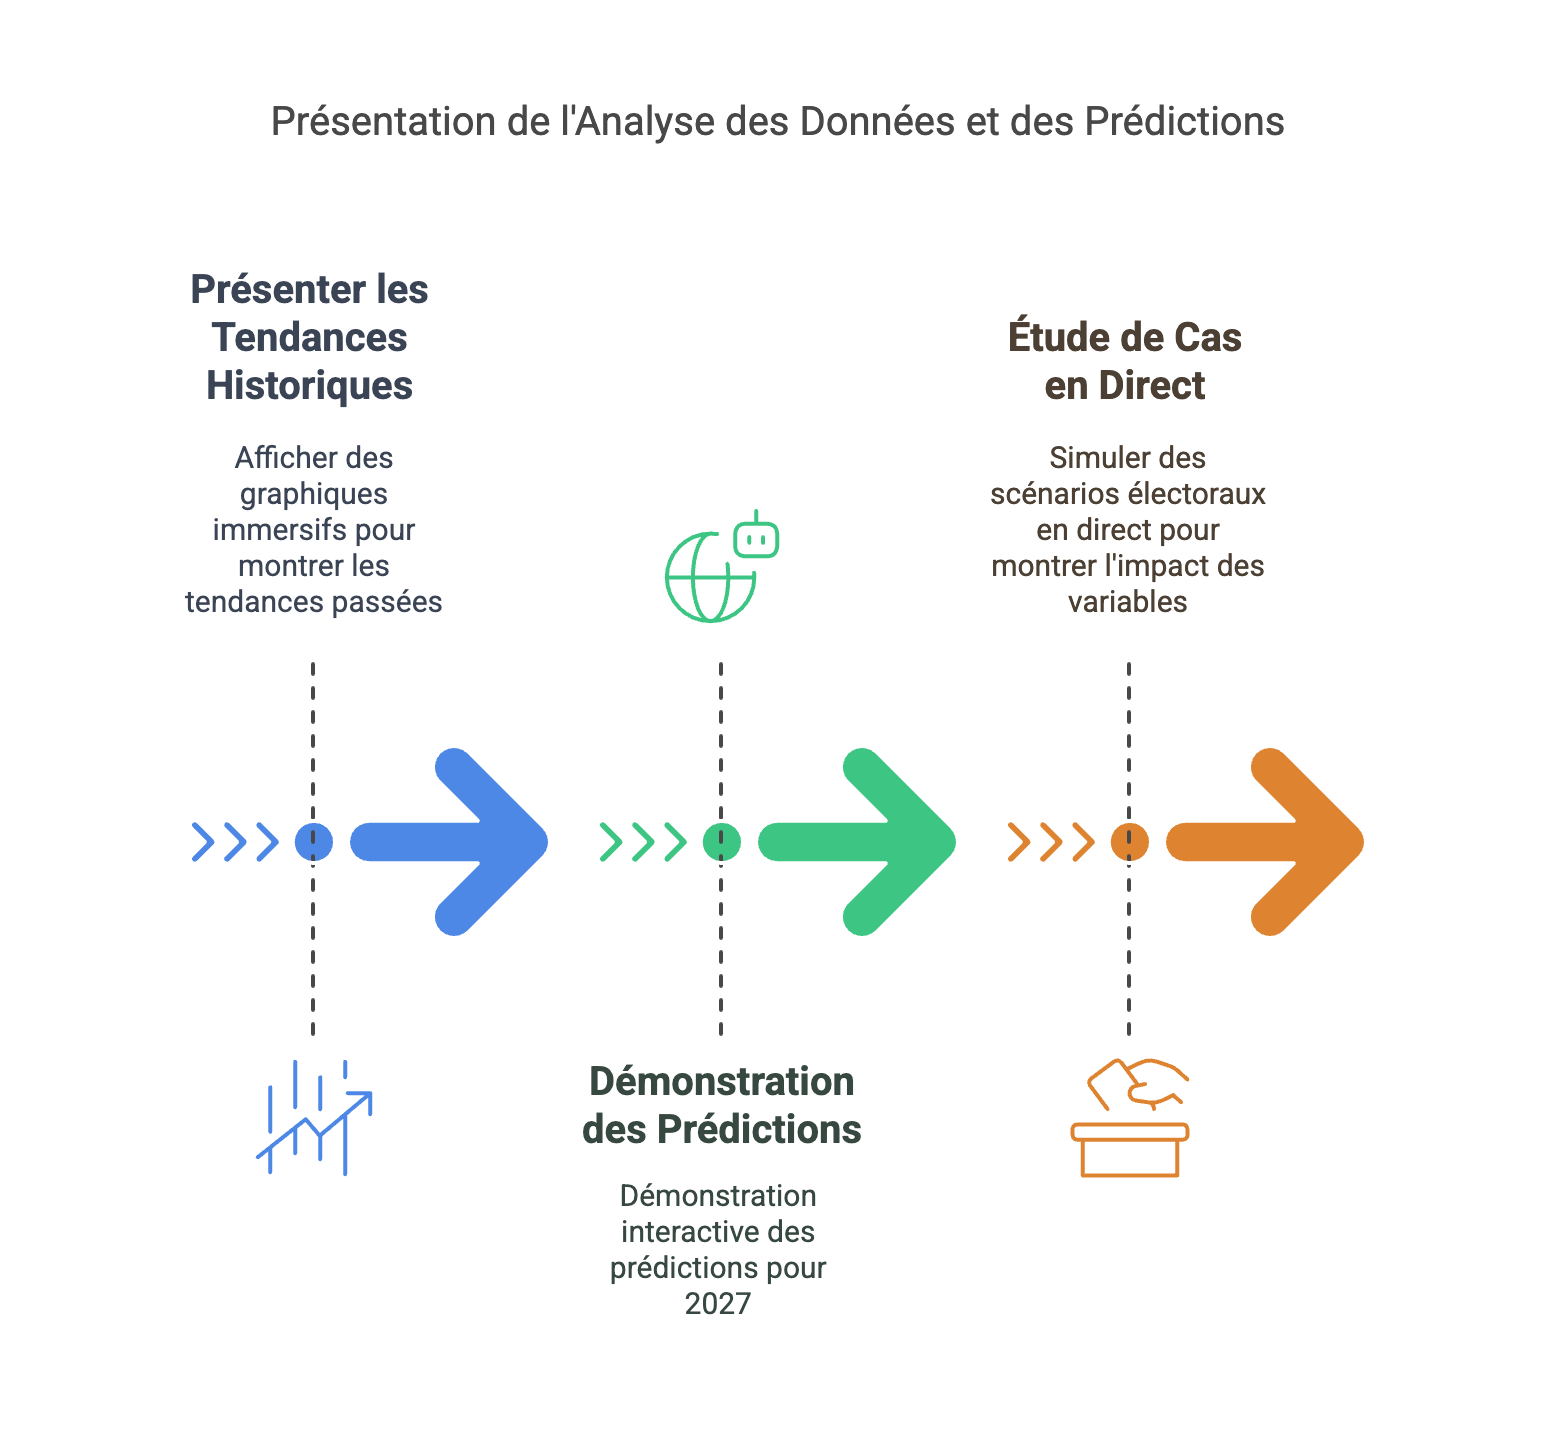 Présentation de l'Analyse des Données et des Prédictions
Présenter les
Tendances
Historiques
Afficher des
graphiques
immersifs pour
montrer les
tendances passées
Démonstration
des Prédictions
Démonstration
interactive des
prédictions pour
2027
Étude de Cas
en Direct
Simuler des
scénarios électoraux
en direct pour
montrer l'impact des
variables